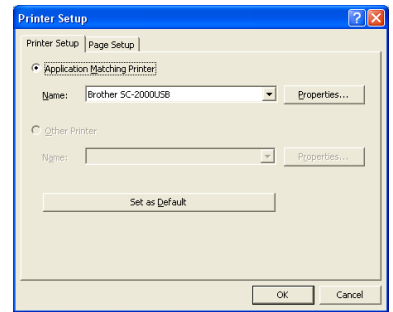 Printer Setup
Printer Setup Page Setup
Application Matching Printer
Name: Brother SC-2000USB Properties...
Other Printer
Name: Properties...
Set as Default
OK Cancel